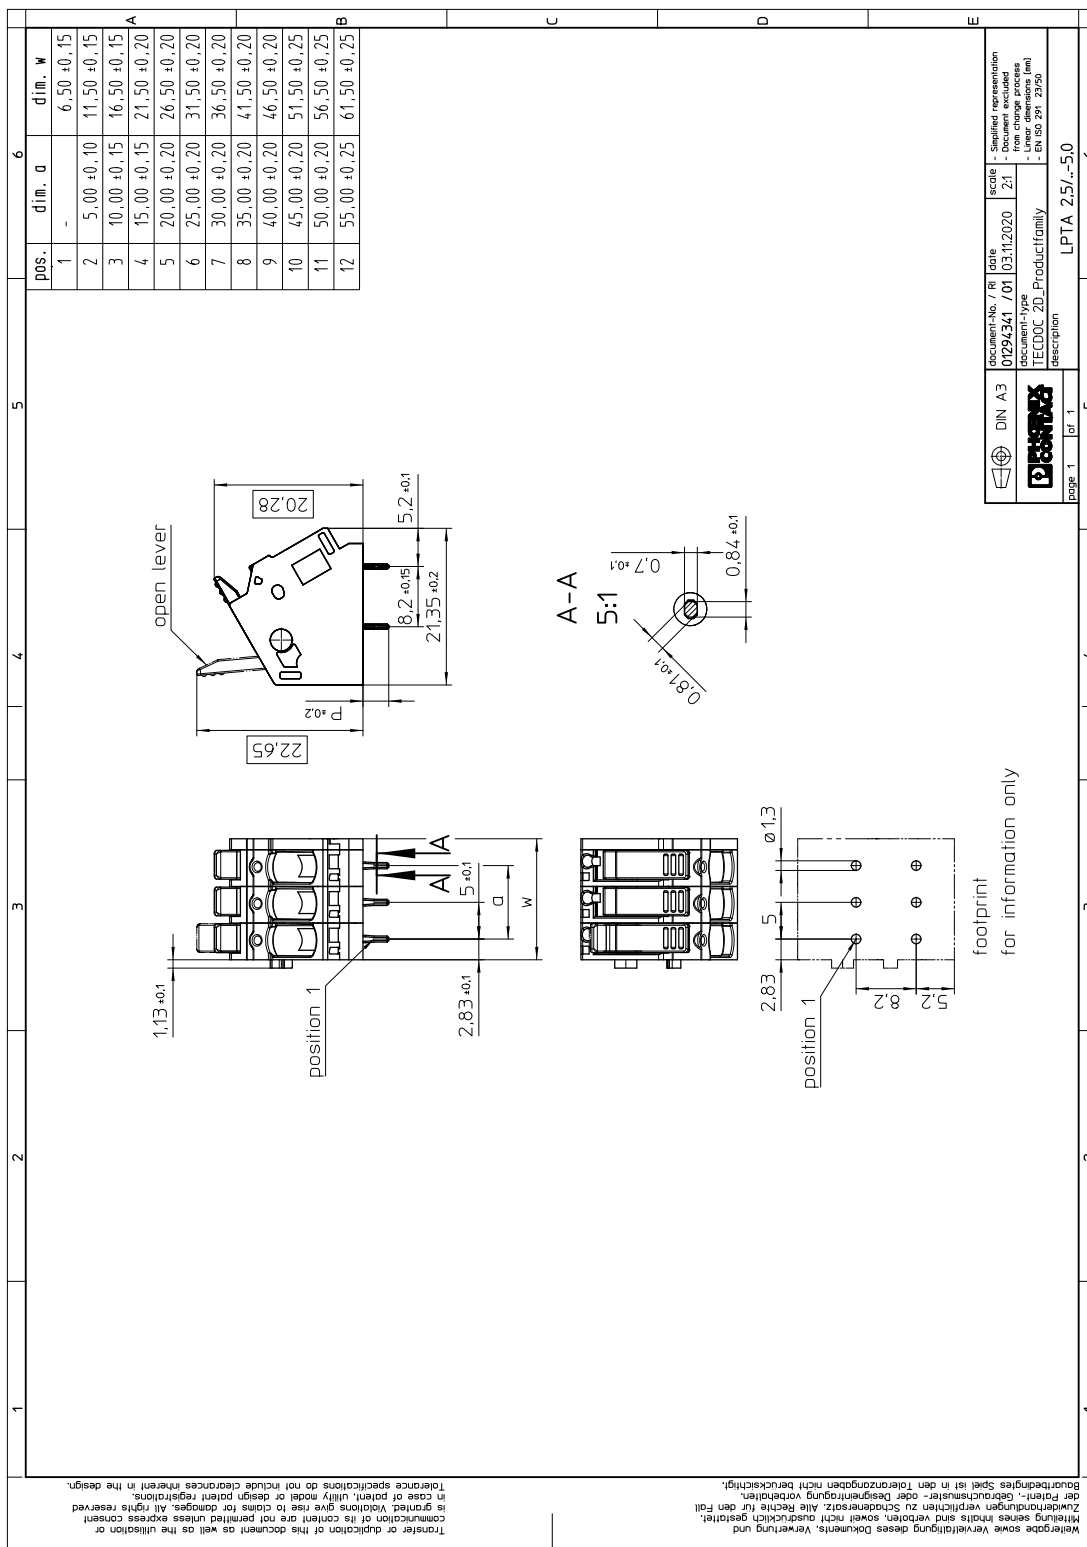 1 2 3 4 5 6
A
B
C
D
E
pos. dim. a dim. w
1 - 6,50 ±0,15
2 5,00 ±0,10 11,50 ±0,15
3 10,00 ±0,15 16,50 ±0,15
4 15,00 ±0,15 21,50 ±0,20
5 20,00 ±0,20 26,50 ±0,20
6 25,00 ±0,20 31,50 ±0,20
7 30,00 ±0,20 36,50 ±0,20
8 35,00 ±0,20 41,50 ±0,20
9 40,00 ±0,20 46,50 ±0,20
10 45,00 ±0,20 51,50 ±0,25
11 50,00 ±0,20 56,50 ±0,25
12 55,00 ±0,25 61,50 ±0,25
open lever
22,65
20,28
P ±0,2
8,2 ±0,15
5,2 ±0,1
21,35 ±0,2
1,13 ±0,1
position 1
A
A
5 ±0,1
a
w
2,83 ±0,1
A-A
5:1
0,7 ±0,1
0,84 ±0,1
0,81 ±0,1
2,83
5
ø 1,3
position 1
8,2
5,2
footprint
for information only
DIN A3
PHOENIX
CONTACT
page 1 of 1
document-No. / RI
01294341 / 01
date
03.11.2020
scale
2:1
- Simplified representation
- Document excluded
from change process
- Linear dimensions [mm]
- EN ISO 291 23/50
document-type
TECDOC 2D_Productfamily
description
LPTA 2,5/..-5,0
Transfer or duplication of this document as well as the utilisation or
communication of its content are not permitted unless express consent
is granted. Violations give rise to claims for damages. All rights reserved
in case of patent, utility model or design patent registrations.
Tolerance specifications do not include clearances inherent in the design.
Weitergabe sowie Vervielfältigung dieses Dokuments, Verwertung und
Mitteilung seines Inhalts sind verboten, soweit nicht ausdrücklich gestattet.
Zuwiderhandlungen verpflichten zu Schadenersatz. Alle Rechte für den Fall
der Patent-, Gebrauchsmuster- oder Designeintragung vorbehalten.
Bauartbedingtes Spiel ist in den Toleranzangaben nicht berücksichtigt.